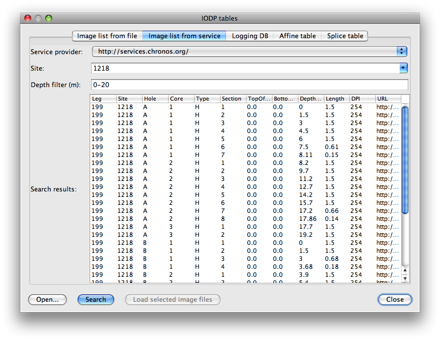 IODP tables
Image list from file Image list from service Logging DB Affine table Splice table
Service provider: http://services.chronos.org/
Site: 1218
Depth filter (m): 0–20
Search results:
Leg Site Hole Core Type Section TopOf... Botto... Depth... Length DPI URL
199 1218 A 1 H 1 0.0 0.0 0 1.5 254 http:/...
199 1218 A 1 H 2 0.0 0.0 1.5 1.5 254 http:/...
199 1218 A 1 H 3 0.0 0.0 3 1.5 254 http:/...
199 1218 A 1 H 4 0.0 0.0 4.5 1.5 254 http:/...
199 1218 A 1 H 5 0.0 0.0 6 1.5 254 http:/...
199 1218 A 1 H 6 0.0 0.0 7.5 0.61 254 http:/...
199 1218 A 1 H 7 0.0 0.0 8.11 0.15 254 http:/...
199 1218 A 2 H 1 0.0 0.0 8.2 1.5 254 http:/...
199 1218 A 2 H 2 0.0 0.0 9.7 1.5 254 http:/...
199 1218 A 2 H 3 0.0 0.0 11.2 1.5 254 http:/...
199 1218 A 2 H 4 0.0 0.0 12.7 1.5 254 http:/...
199 1218 A 2 H 5 0.0 0.0 14.2 1.5 254 http:/...
199 1218 A 2 H 6 0.0 0.0 15.7 1.5 254 http:/...
199 1218 A 2 H 7 0.0 0.0 17.2 0.66 254 http:/...
199 1218 A 2 H 8 0.0 0.0 17.86 0.14 254 http:/...
199 1218 A 3 H 1 0.0 0.0 17.7 1.5 254 http:/...
199 1218 A 3 H 2 0.0 0.0 19.2 1.5 254 http:/...
199 1218 B 1 H 1 0.0 0.0 0 1.5 254 http:/...
199 1218 B 1 H 2 0.0 0.0 1.5 1.5 254 http:/...
199 1218 B 1 H 3 0.0 0.0 3 0.68 254 http:/...
199 1218 B 1 H 4 0.0 0.0 3.68 0.18 254 http:/...
199 1218 B 2 H 1 0.0 0.0 3.9 1.5 254 http:/...
199 1218 B 2 H 2 0.0 0.0 5.4 1.5 254 http:/...
Open... Search Load selected image files Close